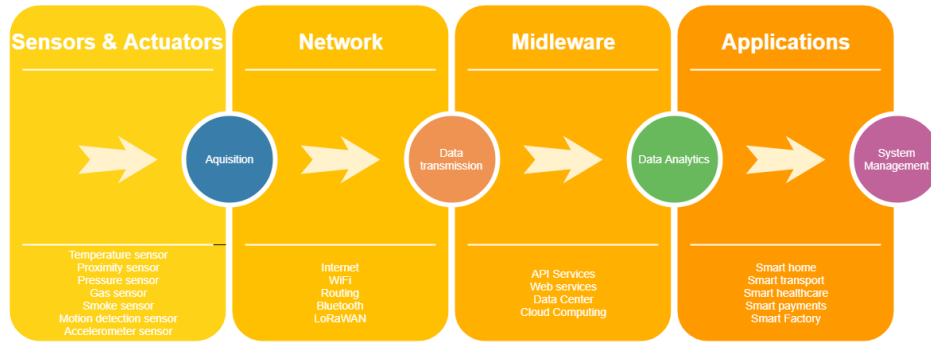 Sensors & Actuators
Network
Midleware
Applications
Aquisition
Data
transmission
Data Analytics
System
Management
Temperature sensor
Proximity sensor
Pressure sensor
Gas sensor
Smoke sensor
Motion detection sensor
Accelerometer sensor
Internet
WiFi
Routing
Bluetooth
LoRaWAN
API Services
Web services
Data Center
Cloud Computing
Smart home
Smart transport
Smart healthcare
Smart payments
Smart Factory